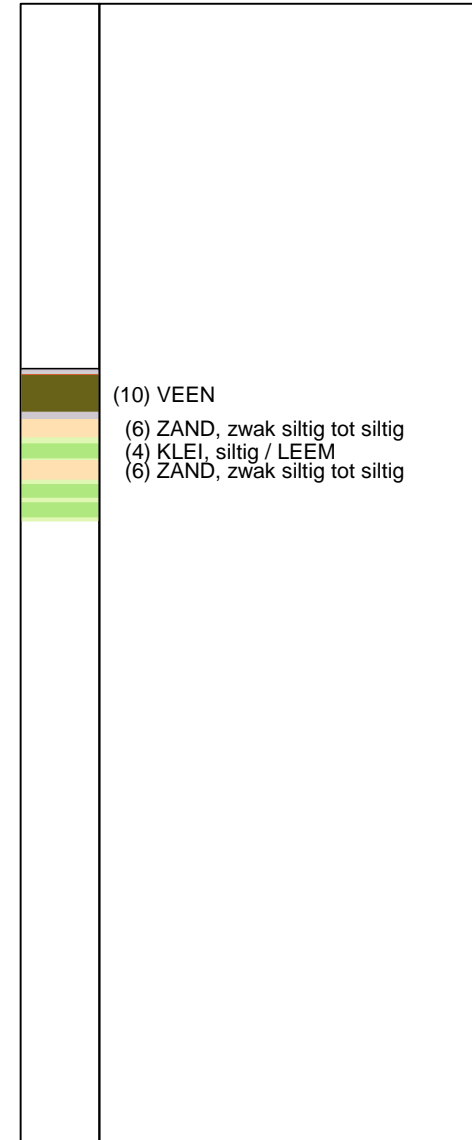 (10) VEEN
(6) ZAND, zwak siltig tot siltig
(4) KLEI, siltig / LEEM
(6) ZAND, zwak siltig tot siltig